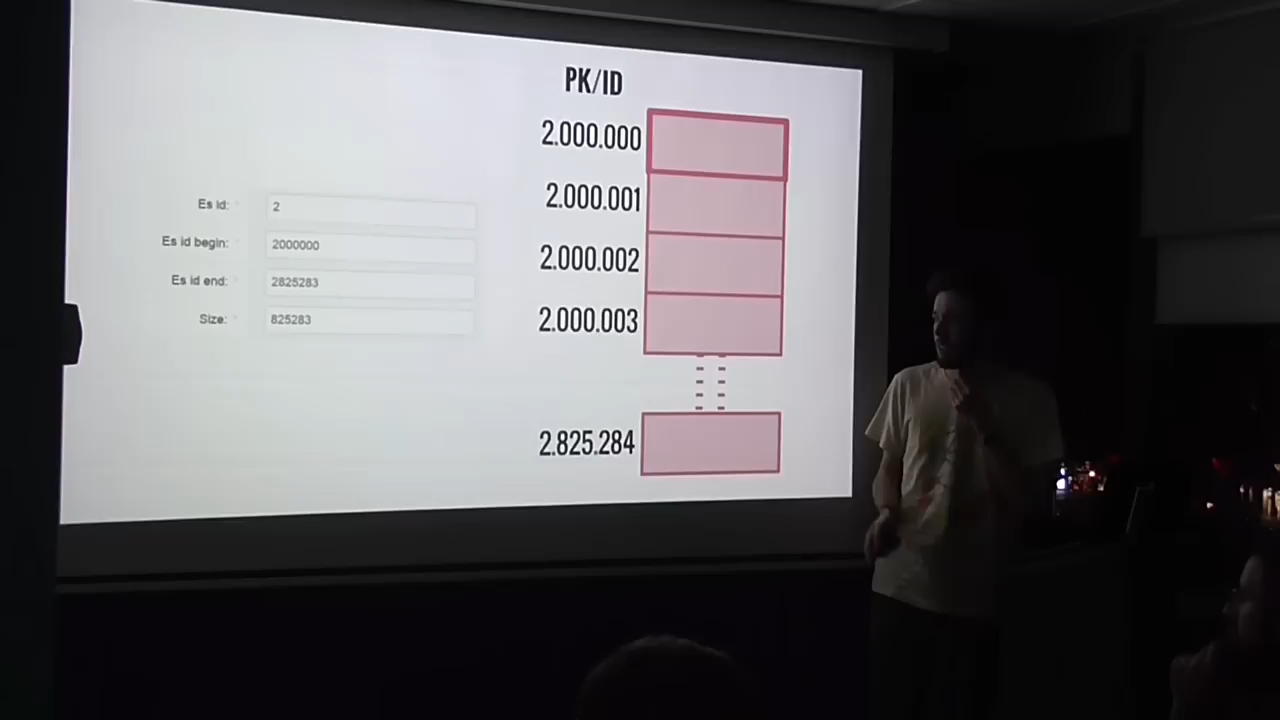 PK/ID
2.000.000
2.000.001
2.000.002
2.000.003
2.825.284
Es id: 2
Es id begin: 2000000
Es id end: 2825283
Size: 825283